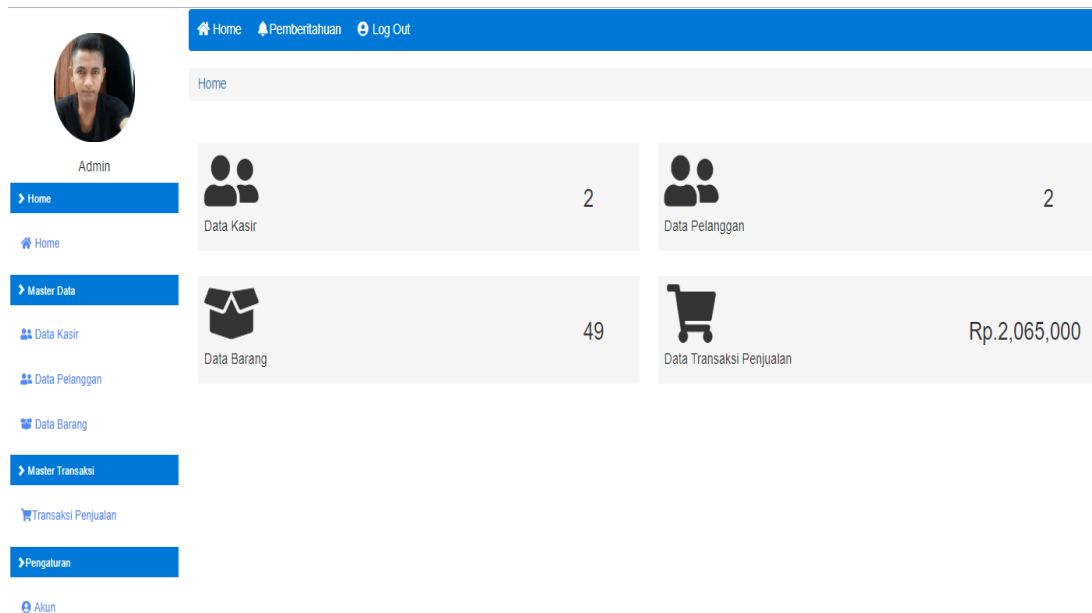 Home Pemberitahuan Log Out
Home
Admin
Home
Home
Master Data
Data Kasir
Data Pelanggan
Data Barang
Master Transaksi
Transaksi Penjualan
Pengaturan
Akun
2
Data Kasir
2
Data Pelanggan
49
Data Barang
Rp.2,065,000
Data Transaksi Penjualan